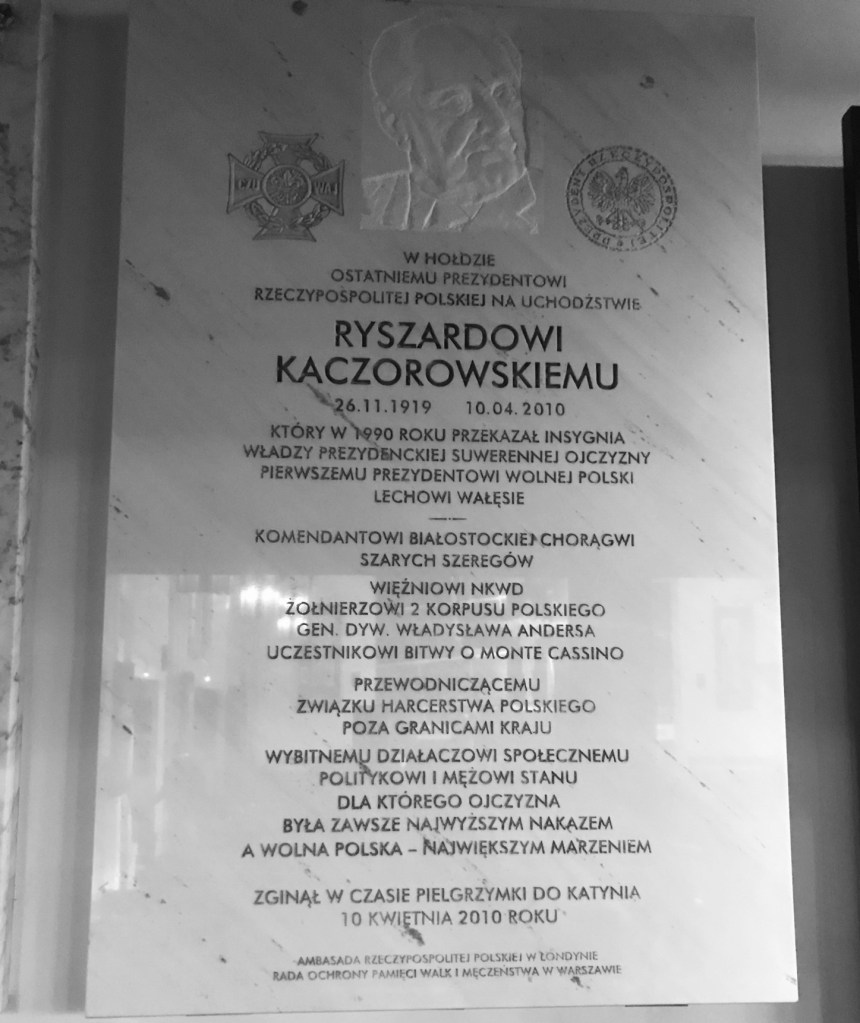 CZU WAJ
PREZYDENT RZECZYPOSPOLITEJ
W HOŁDZIE
OSTATNIEMU PREZYDENTOWI
RZECZYPOSPOLITEJ POLSKIEJ NA UCHODŹSTWIE
RYSZARDOWI
KACZOROWSKIEMU
26.11.1919 10.04.2010
KTÓRY W 1990 ROKU PRZEKAZAŁ INSYGNIA
WŁADZY PREZYDENCKIEJ SUWERENNEJ OJCZYZNY
PIERWSZEMU PREZYDENTOWI WOLNEJ POLSKI
LECHOWI WAŁĘSIE
KOMENDANTOWI BIAŁOSTOCKIEJ CHORĄGWI
SZARYCH SZEREGÓW
WIĘŹNIOWI NKWD
ŻOŁNIERZOWI 2 KORPUSU POLSKIEGO
GEN. DYW. WŁADYSŁAWA ANDERSA
UCZESTNIKOWI BITWY O MONTE CASSINO
PRZEWODNICZĄCEMU
ZWIĄZKU HARCERSTWA POLSKIEGO
POZA GRANICAMI KRAJU
WYBITNEMU DZIAŁACZOWI SPOŁECZNEMU
POLITYKOWI I MĘŻOWI STANU
DLA KTÓREGO OJCZYZNA
BYŁA ZAWSZE NAJWYŻSZYM NAKAZEM
A WOLNA POLSKA – NAJWIĘKSZYM MARZENIEM
ZGINĄŁ W CZASIE PIELGRZYMKI DO KATYNIA
10 KWIETNIA 2010 ROKU
AMBASADA RZECZYPOSPOLITEJ POLSKIEJ W LONDYNIE
RADA OCHRONY PAMIĘCI WALK I MĘCZEŃSTWA W WARSZAWIE